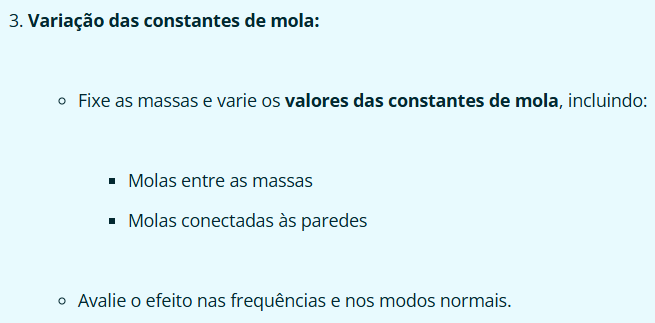 3. Variação das constantes de mola:
◦ Fixe as massas e varie os valores das constantes de mola, incluindo:
▪ Molas entre as massas
▪ Molas conectadas às paredes
◦ Avalie o efeito nas frequências e nos modos normais.